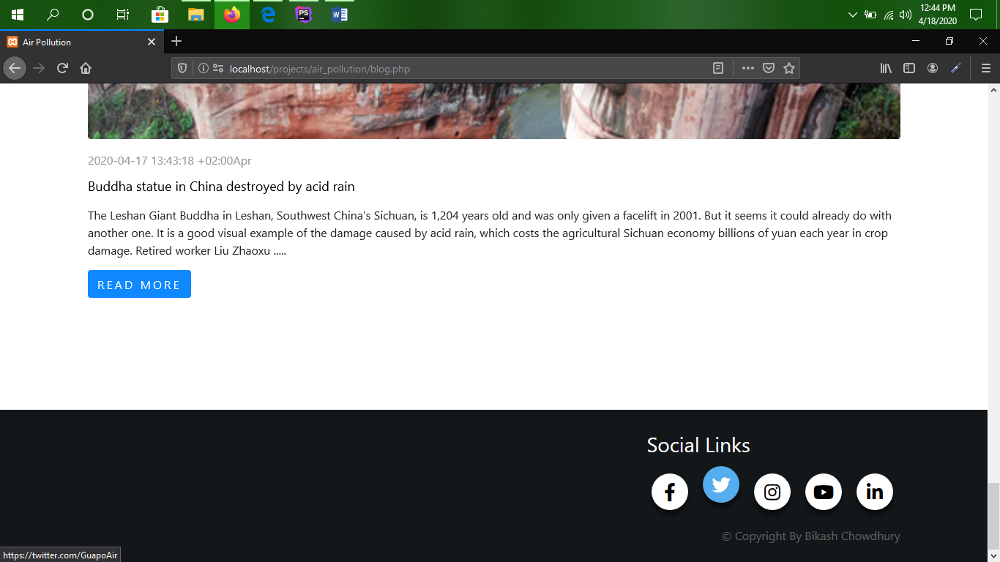 12:44 PM
4/18/2020
Air Pollution
localhost/projects/air_pollution/blog.php
2020-04-17 13:43:18 +02:00Apr
Buddha statue in China destroyed by acid rain
The Leshan Giant Buddha in Leshan, Southwest China's Sichuan, is 1,204 years old and was only given a facelift in 2001. But it seems it could already do with
another one. It is a good visual example of the damage caused by acid rain, which costs the agricultural Sichuan economy billions of yuan each year in crop
damage. Retired worker Liu Zhaoxu .....
READ MORE
Social Links
© Copyright By Bikash Chowdhury
https://twitter.com/GuapoAir